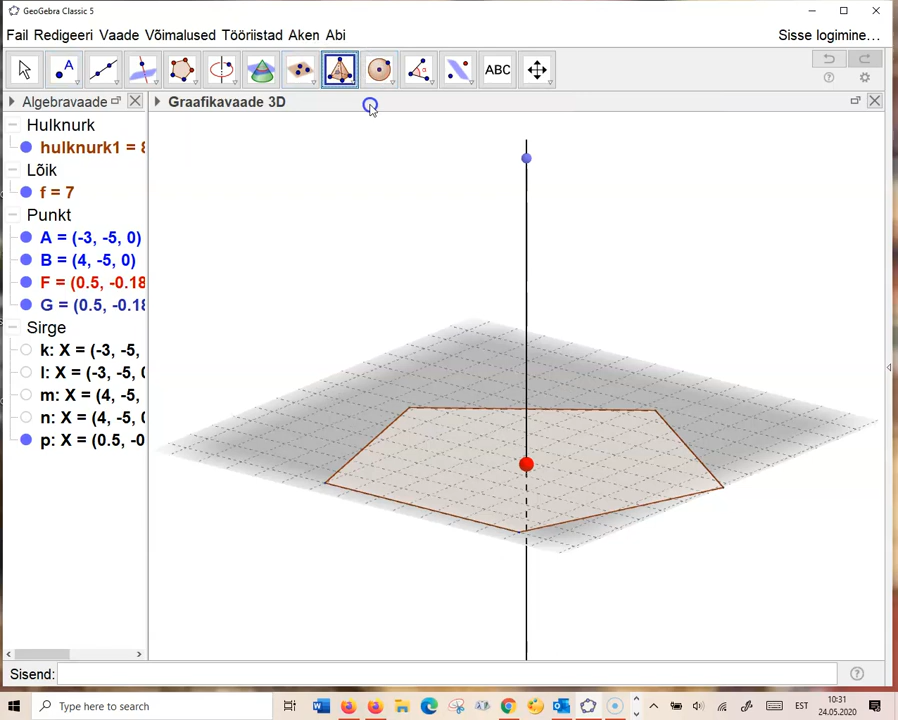 GeoGebra Classic 5
Fail Redigeeri Vaade Võimalused Tööriistad Aken Abi
Sisse logimine...
A
ABC
Algebravaade
Graafikavaade 3D
Hulknurk
hulknurk1 = 8
Lõik
f = 7
Punkt
A = (-3, -5, 0)
B = (4, -5, 0)
F = (0.5, -0.18
G = (0.5, -0.18
Sirge
k: X = (-3, -5,
l: X = (-3, -5, 0
m: X = (4, -5,
n: X = (4, -5, 0
p: X = (0.5, -0
Sisend:
Type here to search
EST
10:31
24.05.2020